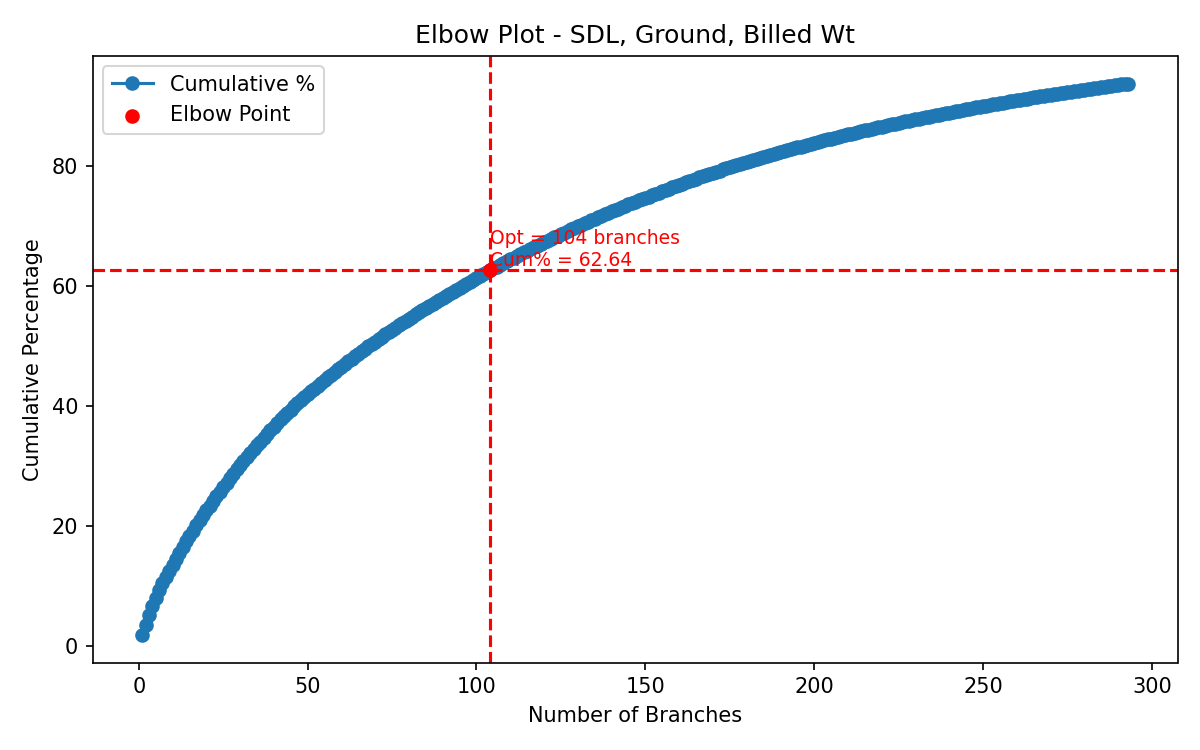 Elbow Plot - SDL, Ground, Billed Wt
Cumulative %
Elbow Point
Opt = 104 branches
Cum% = 62.64
Cumulative Percentage
80
60
40
20
0
0 50 100 150 200 250 300
Number of Branches